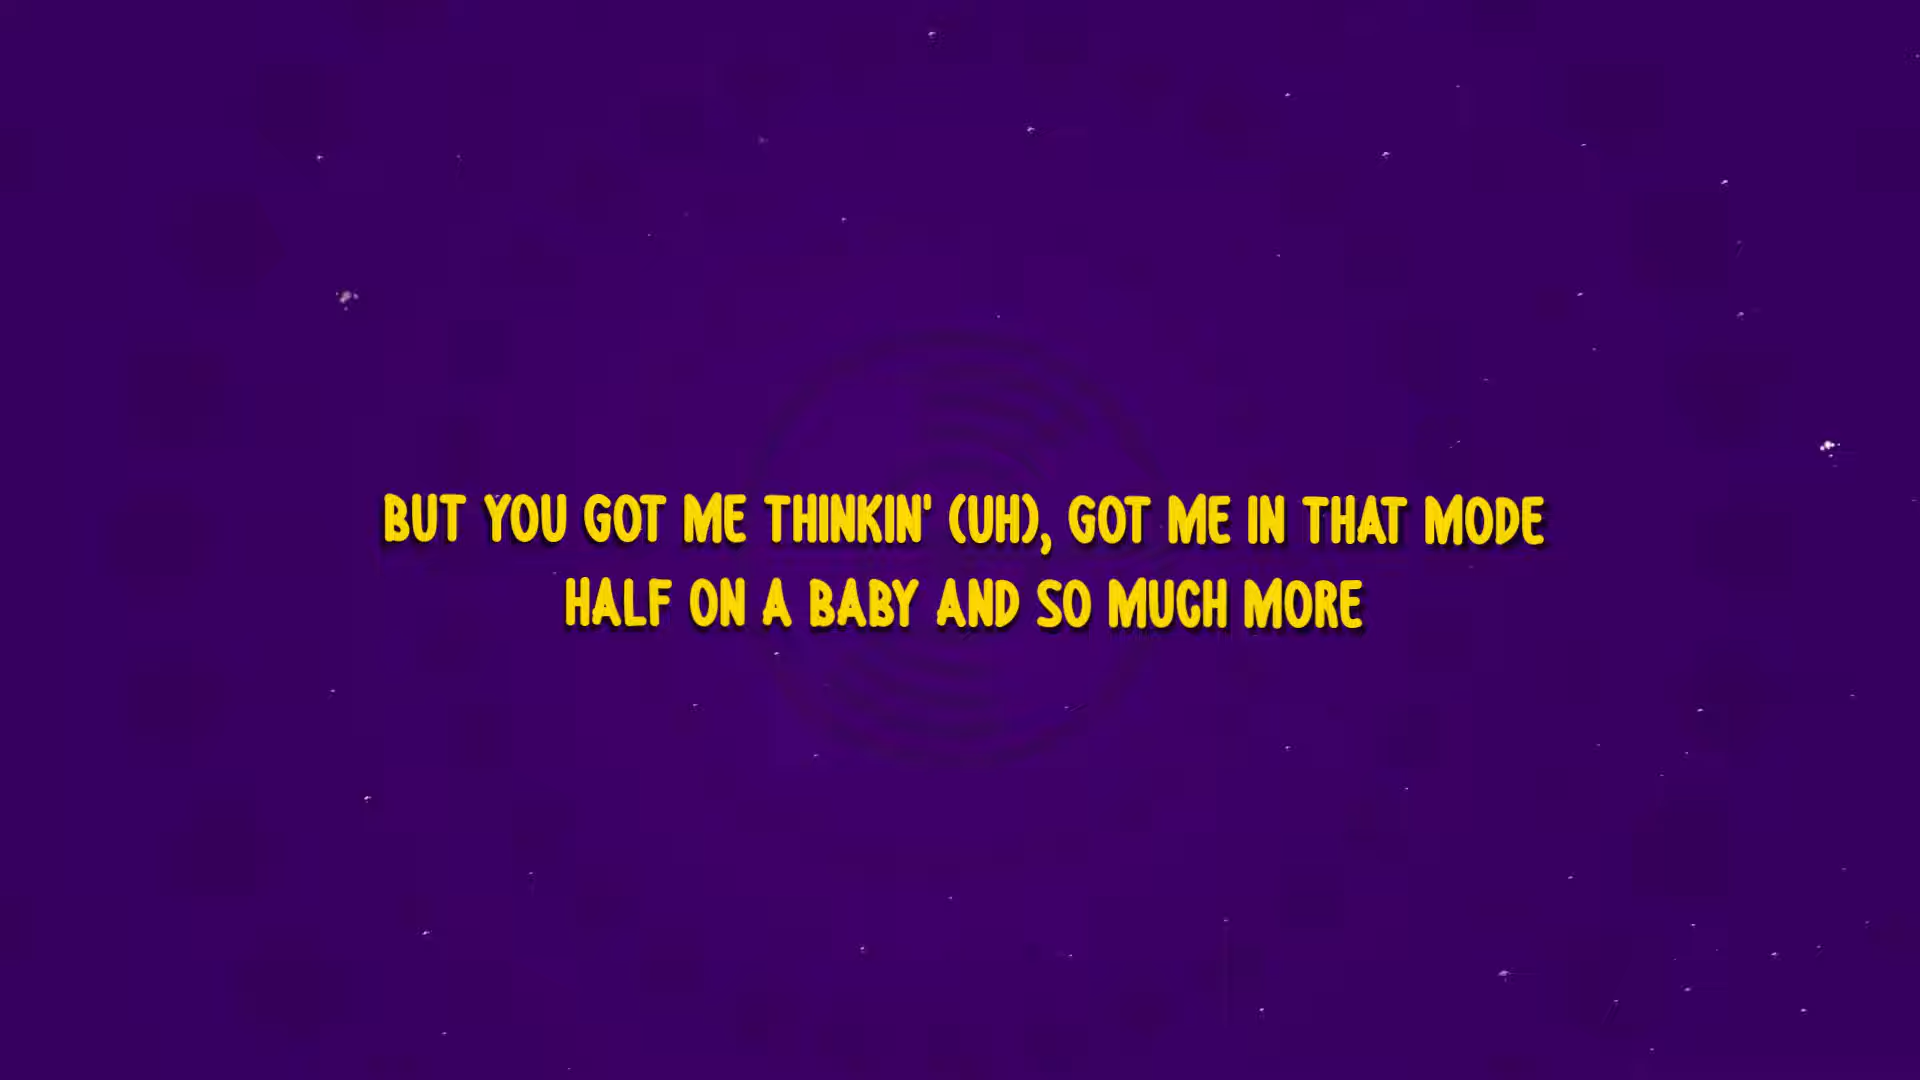 BUT YOU GOT ME THINKIN' (UH), GOT ME IN THAT MODE
HALF ON A BABY AND SO MUCH MORE